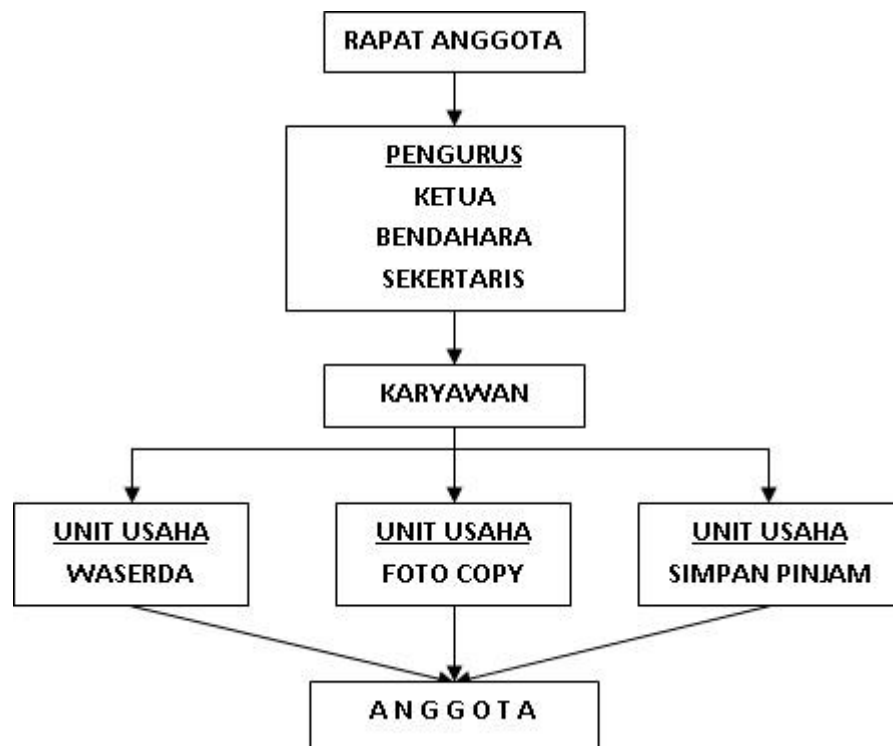 RAPAT ANGGOTA
PENGURUS
KETUA
BENDAHARA
SEKERTARIS
KARYAWAN
UNIT USAHA
WASERDA
UNIT USAHA
FOTO COPY
UNIT USAHA
SIMPAN PINJAM
A N G G O T A